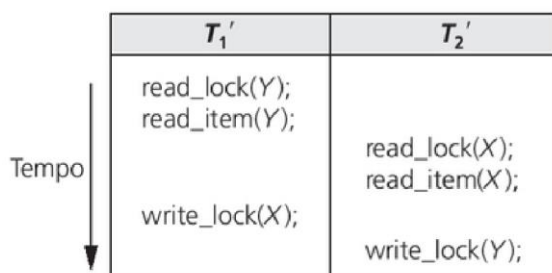 T₁′ T₂′
read_lock(Y);
read_item(Y);
read_lock(X);
Tempo
read_item(X);
write_lock(X);
write_lock(Y);